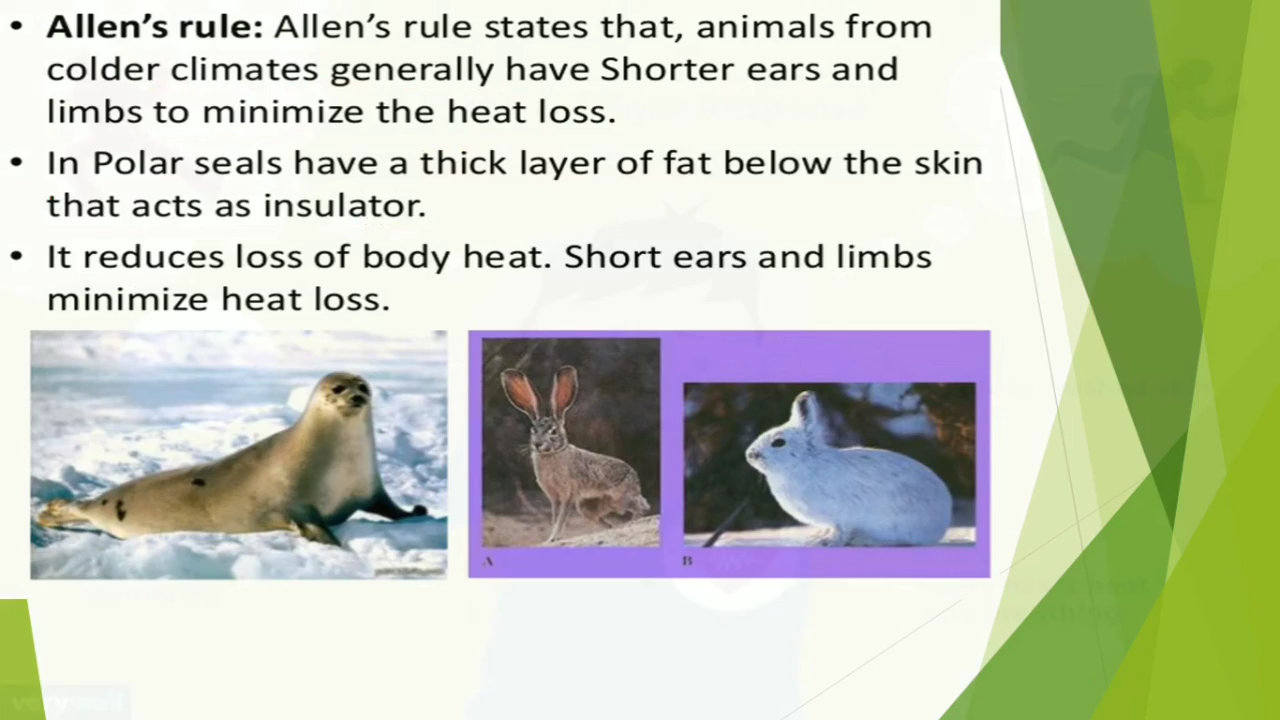 • Allen's rule: Allen's rule states that, animals from
colder climates generally have Shorter ears and
limbs to minimize the heat loss.
• In Polar seals have a thick layer of fat below the skin
that acts as insulator.
• It reduces loss of body heat. Short ears and limbs
minimize heat loss.
A
B